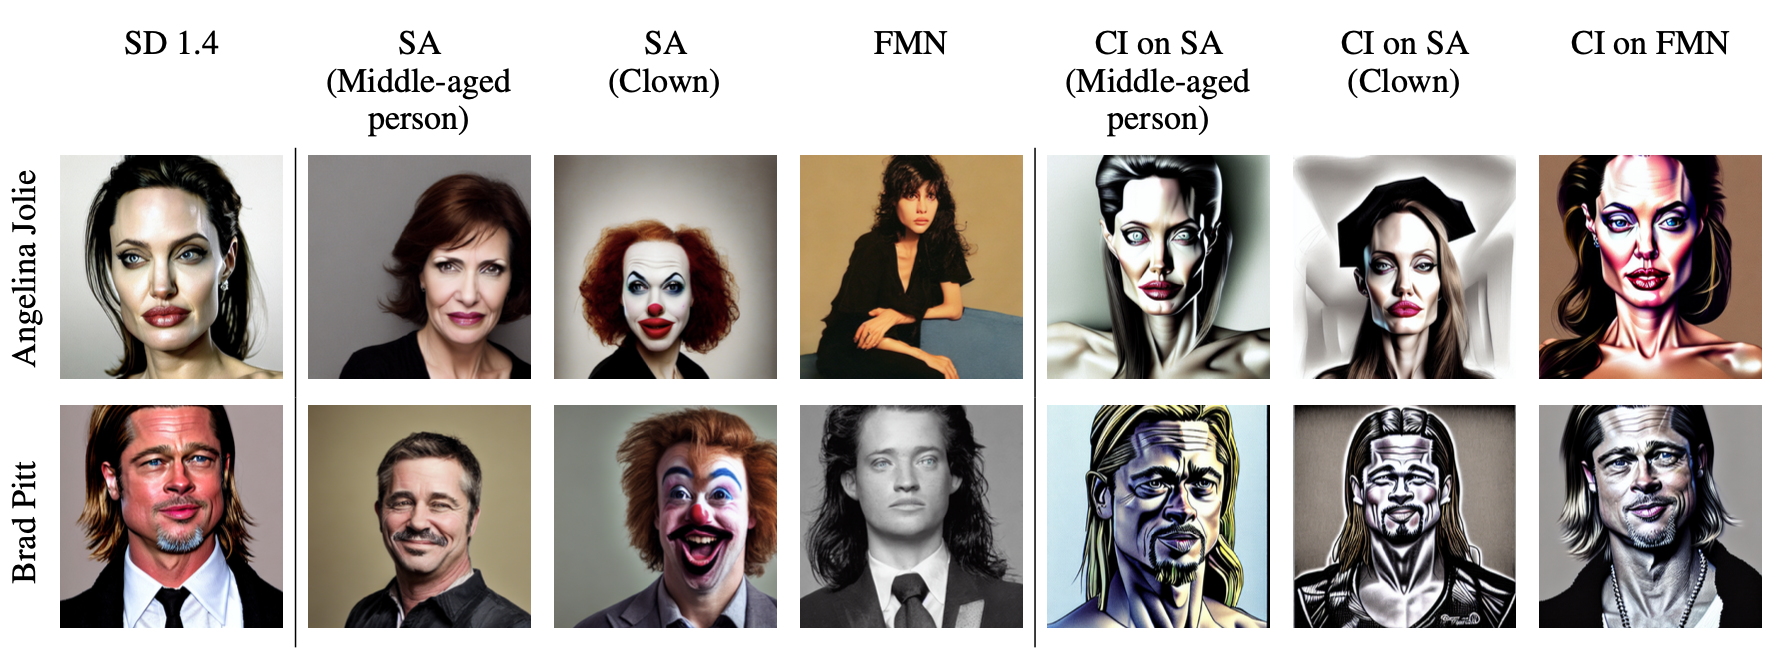 SD 1.4
SA
(Middle-aged
person)
SA
(Clown)
FMN
CI on SA
(Middle-aged
person)
CI on SA
(Clown)
CI on FMN
Angelina Jolie
Brad Pitt